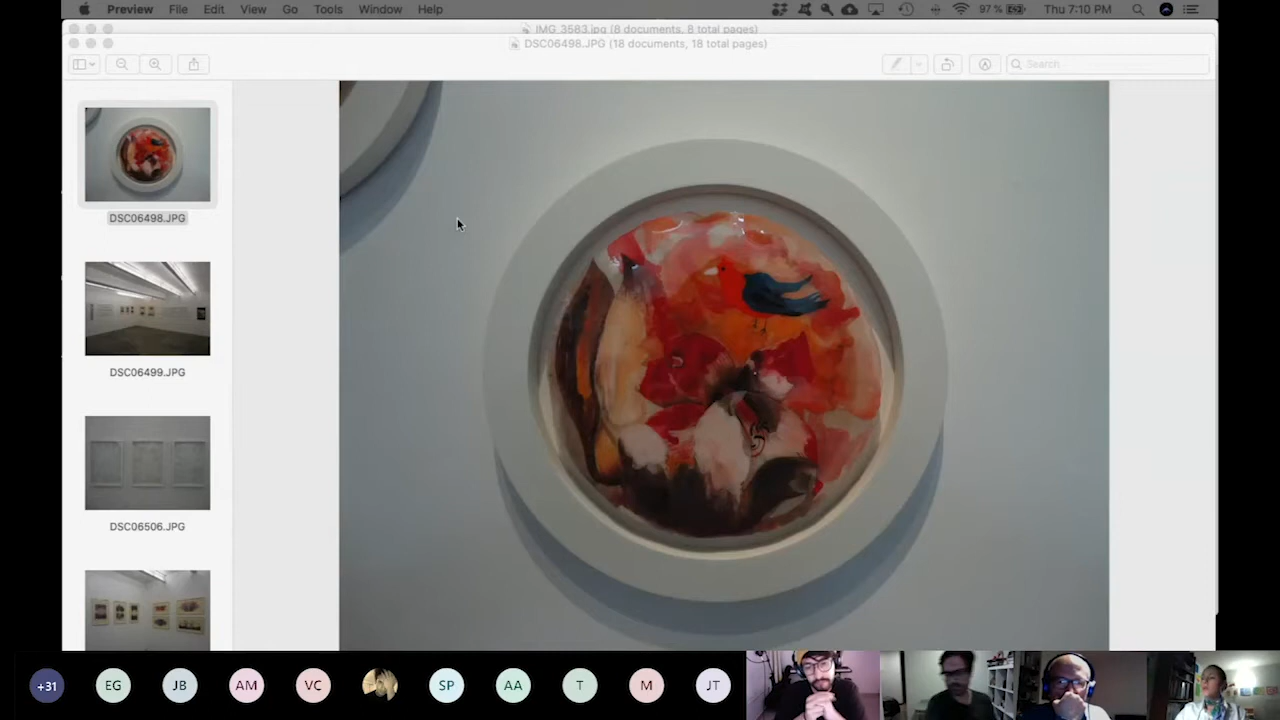 Preview File Edit View Go Tools Window Help 97 % Thu 7:10 PM
IMG_3583.jpg (8 documents, 8 total pages)
DSC06498.JPG (18 documents, 18 total pages)
Search
DSC06498.JPG
DSC06499.JPG
DSC06506.JPG
+31 EG JB AM VC SP AA T M JT